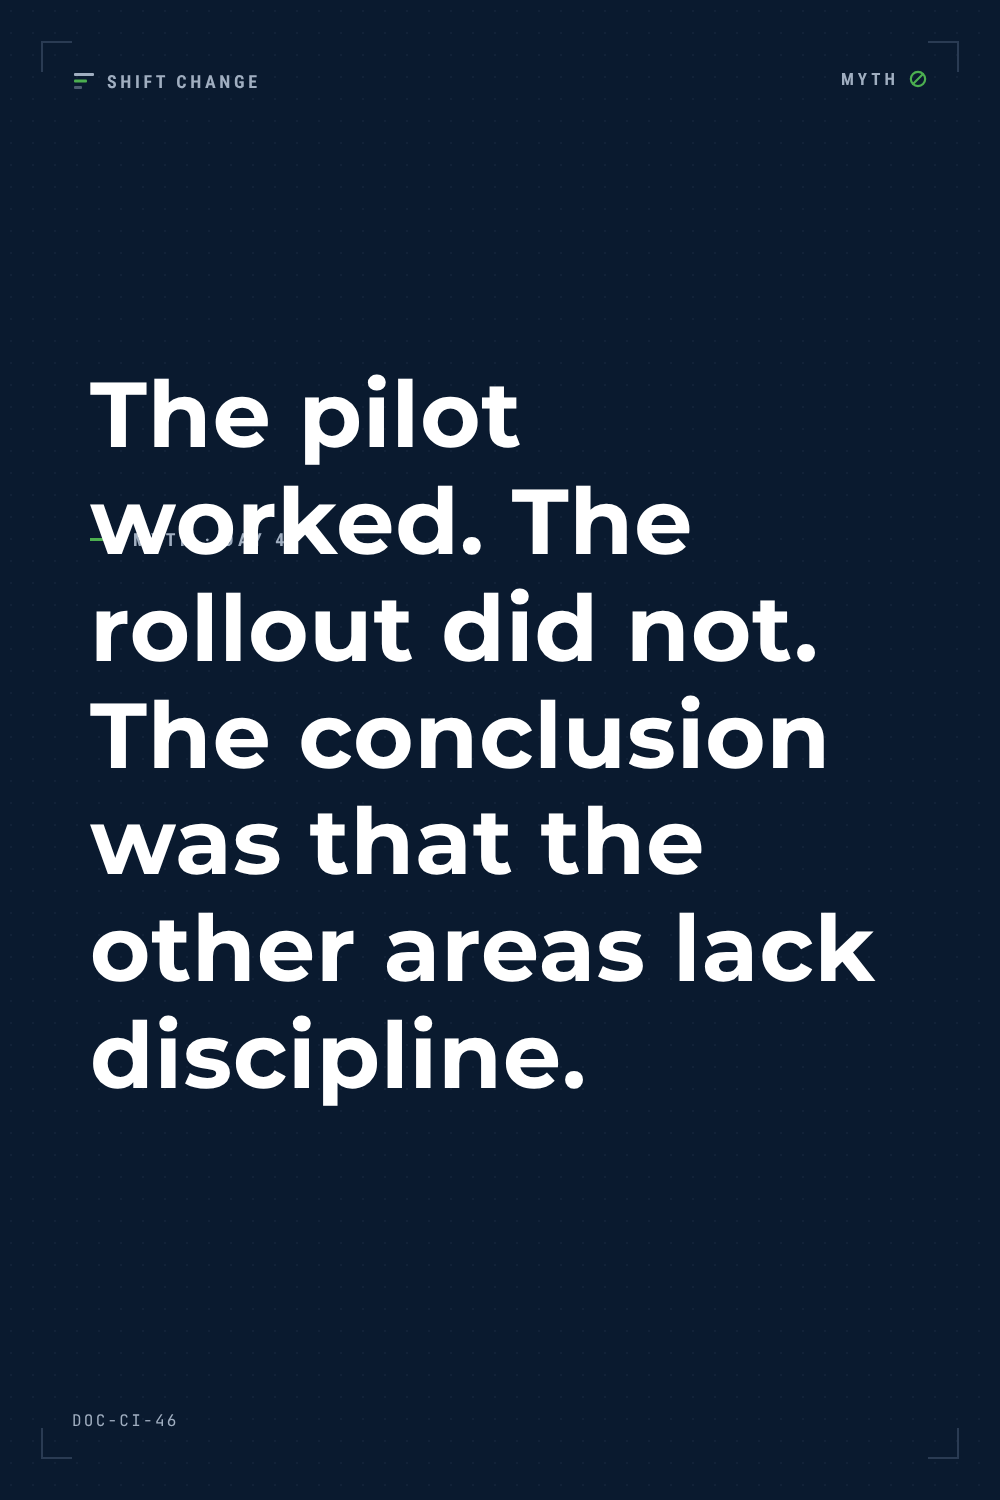 SHIFT CHANGE
MYTH
The pilot
worked. The
rollout did not.
The conclusion
was that the
other areas lack
discipline.
DOC-CI-46